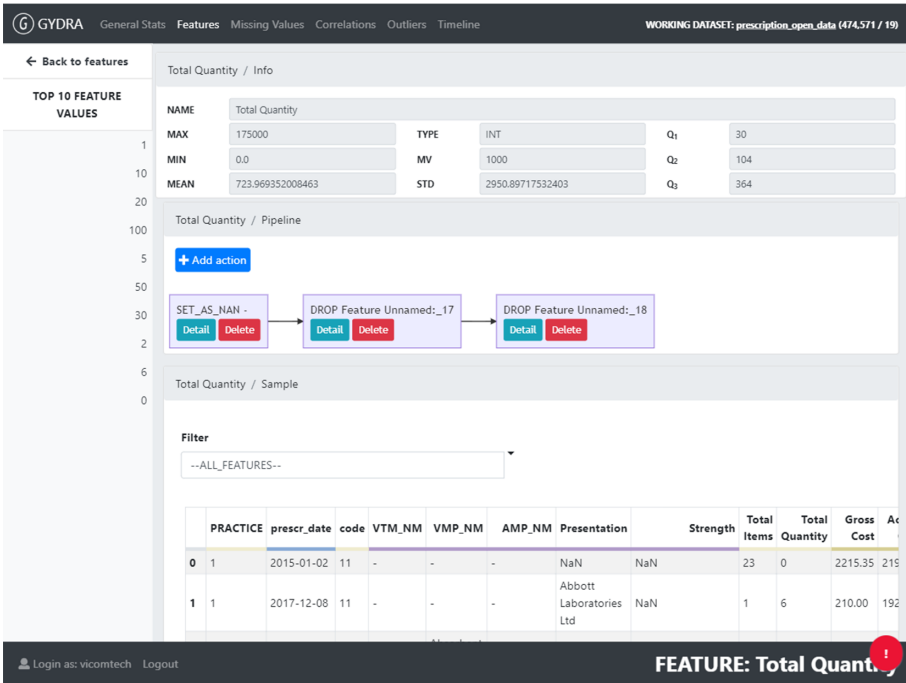 GYDRA General Stats Features Missing Values Correlations Outliers Timeline WORKING DATASET: prescription_open_data (474,571 / 19)
← Back to features
TOP 10 FEATURE
VALUES
1
10
20
100
5
50
30
2
6
0
Total Quantity / Info
NAME Total Quantity
MAX 175000 TYPE INT Q1 30
MIN 0.0 MV 1000 Q2 104
MEAN 723.969352008463 STD 2950.89717532403 Q3 364
Total Quantity / Pipeline
+ Add action
SET_AS_NAN - DROP Feature Unnamed:_17 DROP Feature Unnamed:_18
Detail Delete Detail Delete Detail Delete
Total Quantity / Sample
Filter
--ALL_FEATURES--
PRACTICE prescr_date code VTM_NM VMP_NM AMP_NM Presentation Strength Total Items Total Quantity Gross Cost
0 1 2015-01-02 11 - - - NaN NaN 23 0 2215.35
1 1 2017-12-08 11 - - - Abbott Laboratories Ltd NaN 1 6 210.00
Login as: vicomtech Logout FEATURE: Total Quantity
!